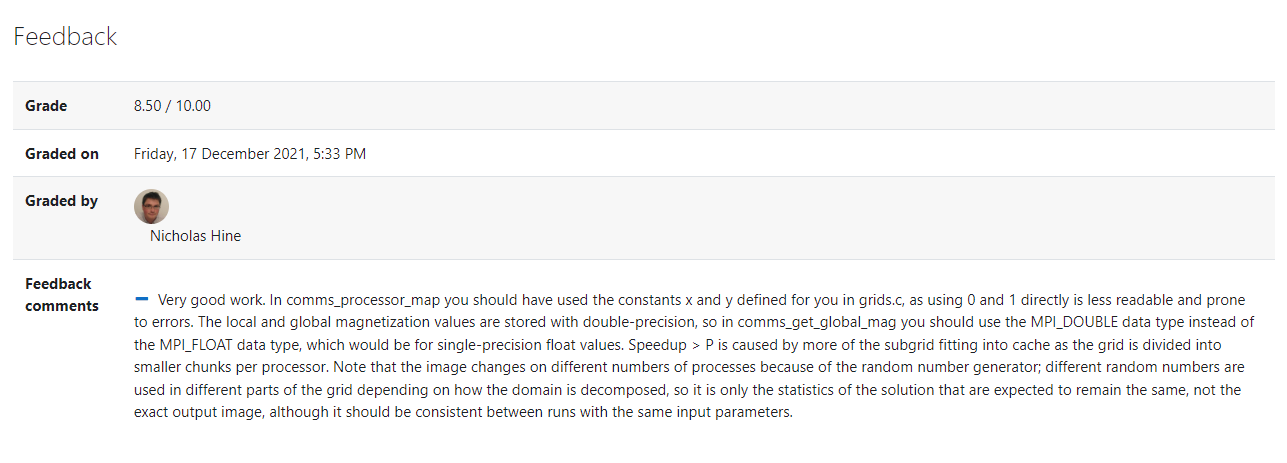 Feedback
Grade 8.50 / 10.00
Graded on Friday, 17 December 2021, 5:33 PM
Graded by
Nicholas Hine
Feedback
comments
Very good work. In comms_processor_map you should have used the constants x and y defined for you in grids.c, as using 0 and 1 directly is less readable and prone
to errors. The local and global magnetization values are stored with double-precision, so in comms_get_global_mag you should use the MPI_DOUBLE data type instead of
the MPI_FLOAT data type, which would be for single-precision float values. Speedup > P is caused by more of the subgrid fitting into cache as the grid is divided into
smaller chunks per processor. Note that the image changes on different numbers of processes because of the random number generator; different random numbers are
used in different parts of the grid depending on how the domain is decomposed, so it is only the statistics of the solution that are expected to remain the same, not the
exact output image, although it should be consistent between runs with the same input parameters.